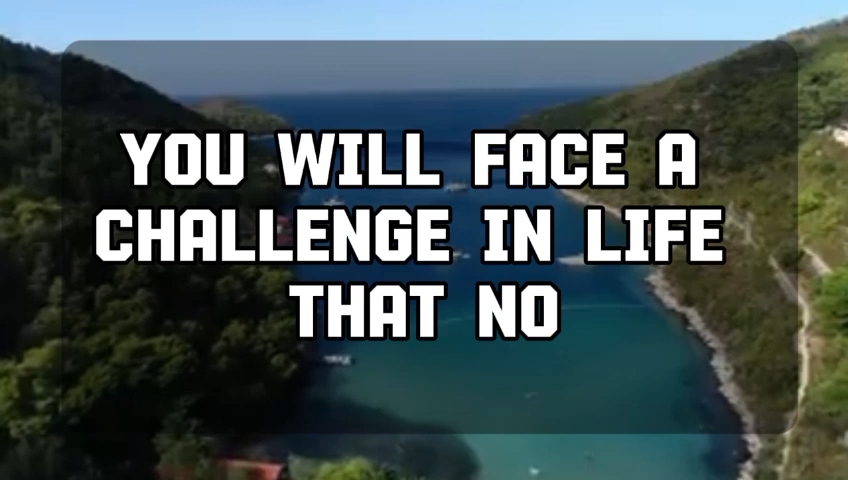 YOU WILL FACE A
CHALLENGE IN LIFE
THAT NO